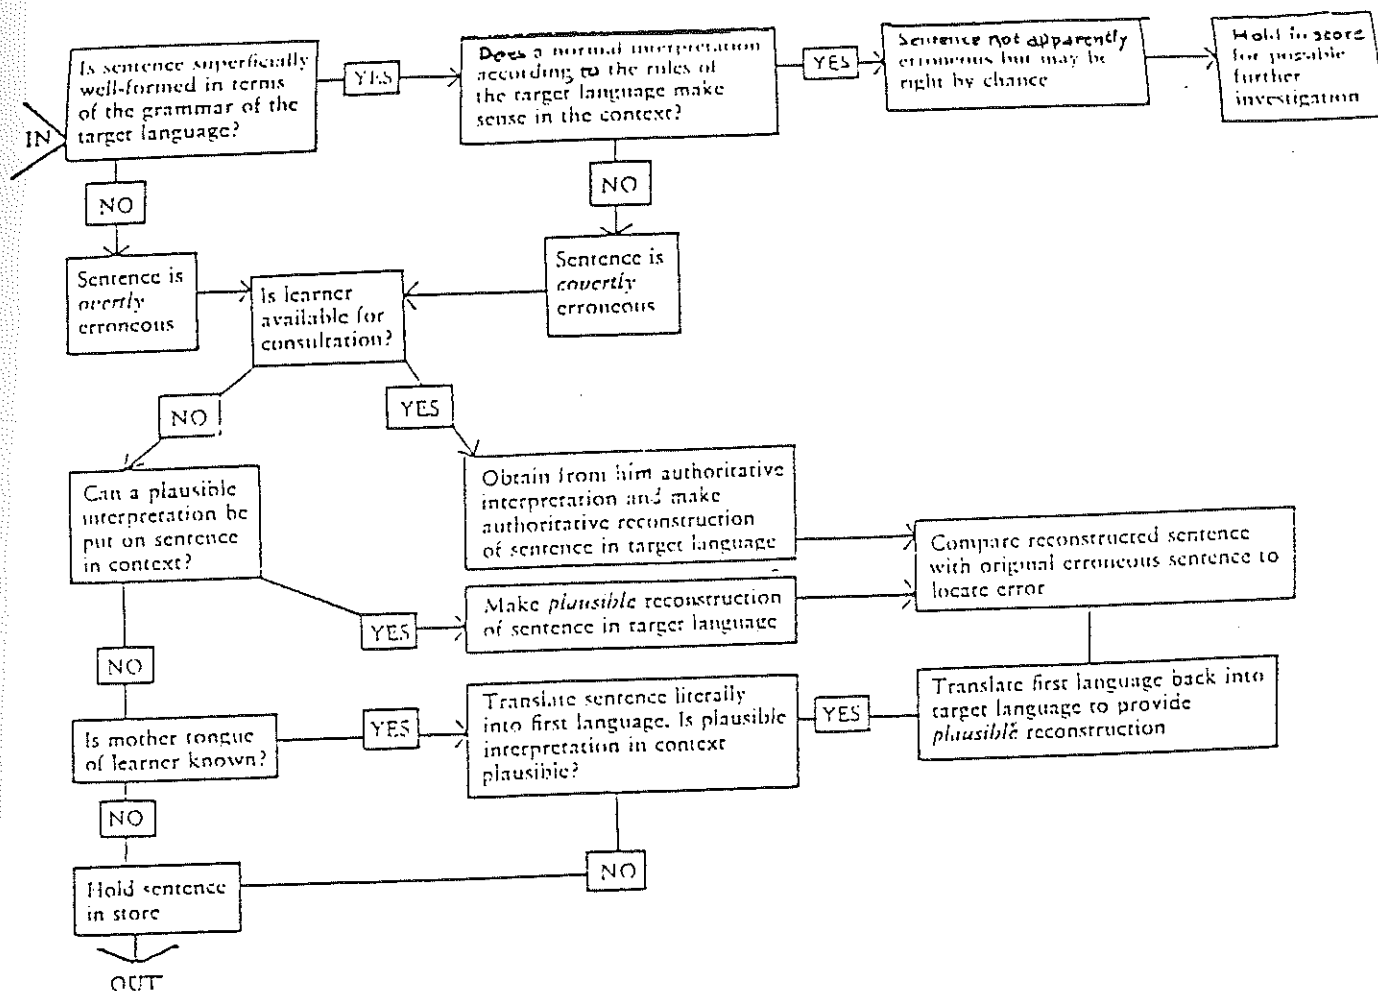 IN
Is sentence superficially
well-formed in terms
of the grammar of the
target language?
YES
Does a normal interpretation
according to the rules of
the target language make
sense in the context?
YES
Sentence not apparently
erroneous but may be
right by chance
Hold in store
for possible
further
investigation
NO
NO
Sentence is
overtly
erroneous
Is learner
available for
consultation?
Sentence is
covertly
erroneous
NO
YES
Can a plausible
interpretation be
put on sentence
in context?
Obtain from him authoritative
interpretation and make
authoritative reconstruction
of sentence in target language
Compare reconstructed sentence
with original erroneous sentence to
locate error
YES
Make plausible reconstruction
of sentence in target language
NO
Is mother tongue
of learner known?
YES
Translate sentence literally
into first language. Is plausible
interpretation in context
plausible?
YES
Translate first language back into
target language to provide
plausible reconstruction
NO
NO
Hold sentence
in store
OUT